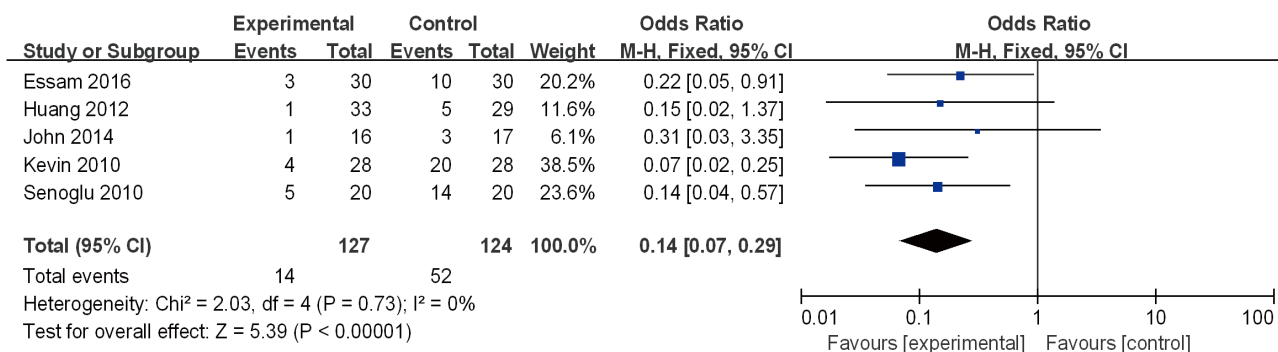 Experimental Control Odds Ratio Odds Ratio
Study or Subgroup Events Total Events Total Weight M-H, Fixed, 95% CI M-H, Fixed, 95% CI
Essam 2016 3 30 10 30 20.2% 0.22 [0.05, 0.91]
Huang 2012 1 33 5 29 11.6% 0.15 [0.02, 1.37]
John 2014 1 16 3 17 6.1% 0.31 [0.03, 3.35]
Kevin 2010 4 28 20 28 38.5% 0.07 [0.02, 0.25]
Senoglu 2010 5 20 14 20 23.6% 0.14 [0.04, 0.57]
Total (95% CI) 127 124 100.0% 0.14 [0.07, 0.29]
Total events 14 52
Heterogeneity: Chi² = 2.03, df = 4 (P = 0.73); I² = 0%
Test for overall effect: Z = 5.39 (P < 0.00001)
0.01 0.1 1 10 100
Favours [experimental] Favours [control]